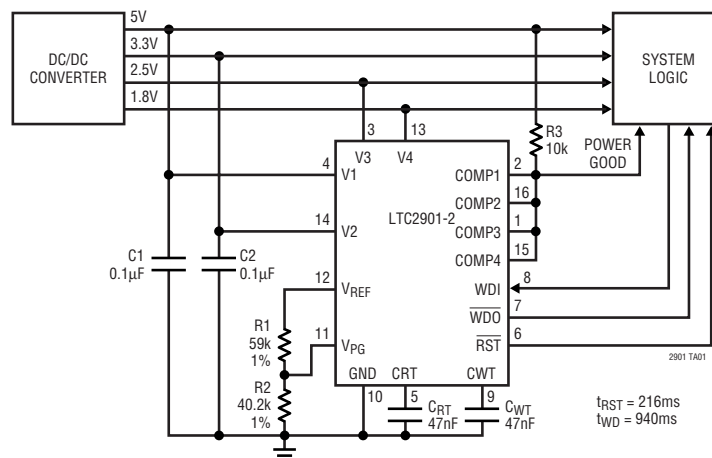 5V
3.3V
2.5V
1.8V
DC/DC
CONVERTER
SYSTEM
LOGIC
3
13
R3
10k
POWER
GOOD
V3
V4
4
V1
COMP1
2
COMP2
16
14
V2
LTC2901-2
COMP3
1
COMP4
15
C1
0.1µF
C2
0.1µF
12
VREF
WDI
8
WDO
7
R1
59k
1%
11
VPG
RST
6
2901 TA01
GND
CRT
CWT
R2
40.2k
1%
10
5
9
CRT
47nF
CWT
47nF
tRST = 216ms
tWD = 940ms